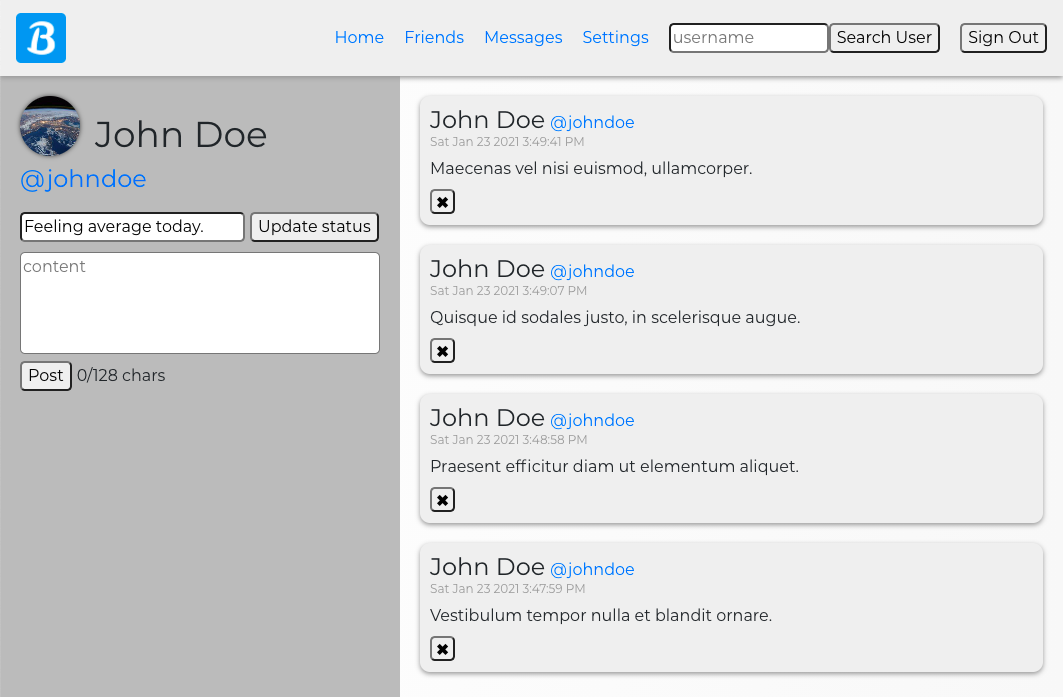 B
Home Friends Messages Settings username Search User Sign Out
John Doe
@johndoe
Feeling average today. Update status
content
Post 0/128 chars
John Doe @johndoe
Sat Jan 23 2021 3:49:41 PM
Maecenas vel nisi euismod, ullamcorper.
✖
John Doe @johndoe
Sat Jan 23 2021 3:49:07 PM
Quisque id sodales justo, in scelerisque augue.
✖
John Doe @johndoe
Sat Jan 23 2021 3:48:58 PM
Praesent efficitur diam ut elementum aliquet.
✖
John Doe @johndoe
Sat Jan 23 2021 3:47:59 PM
Vestibulum tempor nulla et blandit ornare.
✖